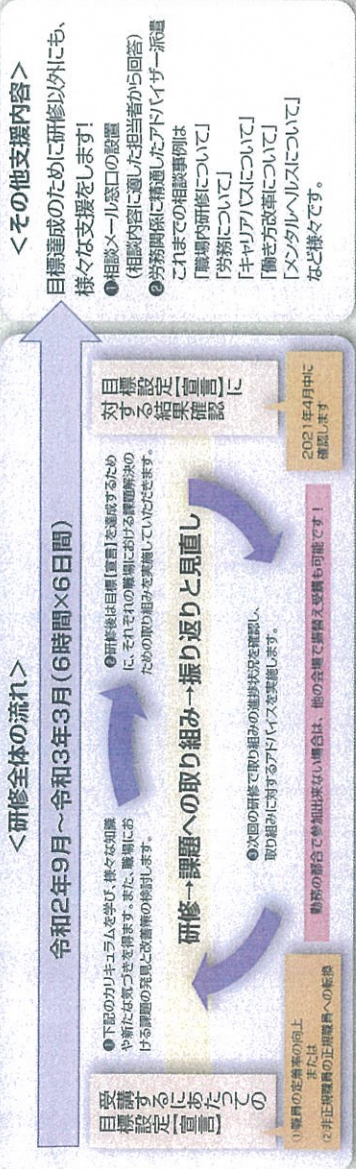 ＜研修全体の流れ＞
令和2年9月～令和3年3月(6時間×6日間)
受講するにあたっての
目標設定【宣言】
①職員の定着率の向上
または
②非正規職員の正規職員への転換
❶下記のカリキュラムを学び、様々な知識
や新たな気づきを得ます。また、職場にお
ける課題の発見と改善策の検討します。
❷研修後は目標【宣言】を達成するため
に、それぞれの職場における課題解決の
ための取り組みを実施していただきます。
研修→課題への取り組み→振り返りと見直し
❸次回の研修で取り組みの進捗状況を確認し、
取り組みに対するアドバイスを実施します。
勤務の都合で参加出来ない場合は、他の会場で振替え受講も可能です！
目標設定【宣言】に
対する結果確認
2021年4月中に
確認します
＜その他支援内容＞
目標達成のために研修以外にも、
様々な支援をします！
❶相談メール窓口の設置
(相談内容に適した担当者から回答)
❷労務関係に精通したアドバイザー派遣
これまでの相談事例は
「職場内研修について」
「労務について」
「キャリアパスについて」
「働き方改革について」
「メンタルヘルスについて」
など様々です。